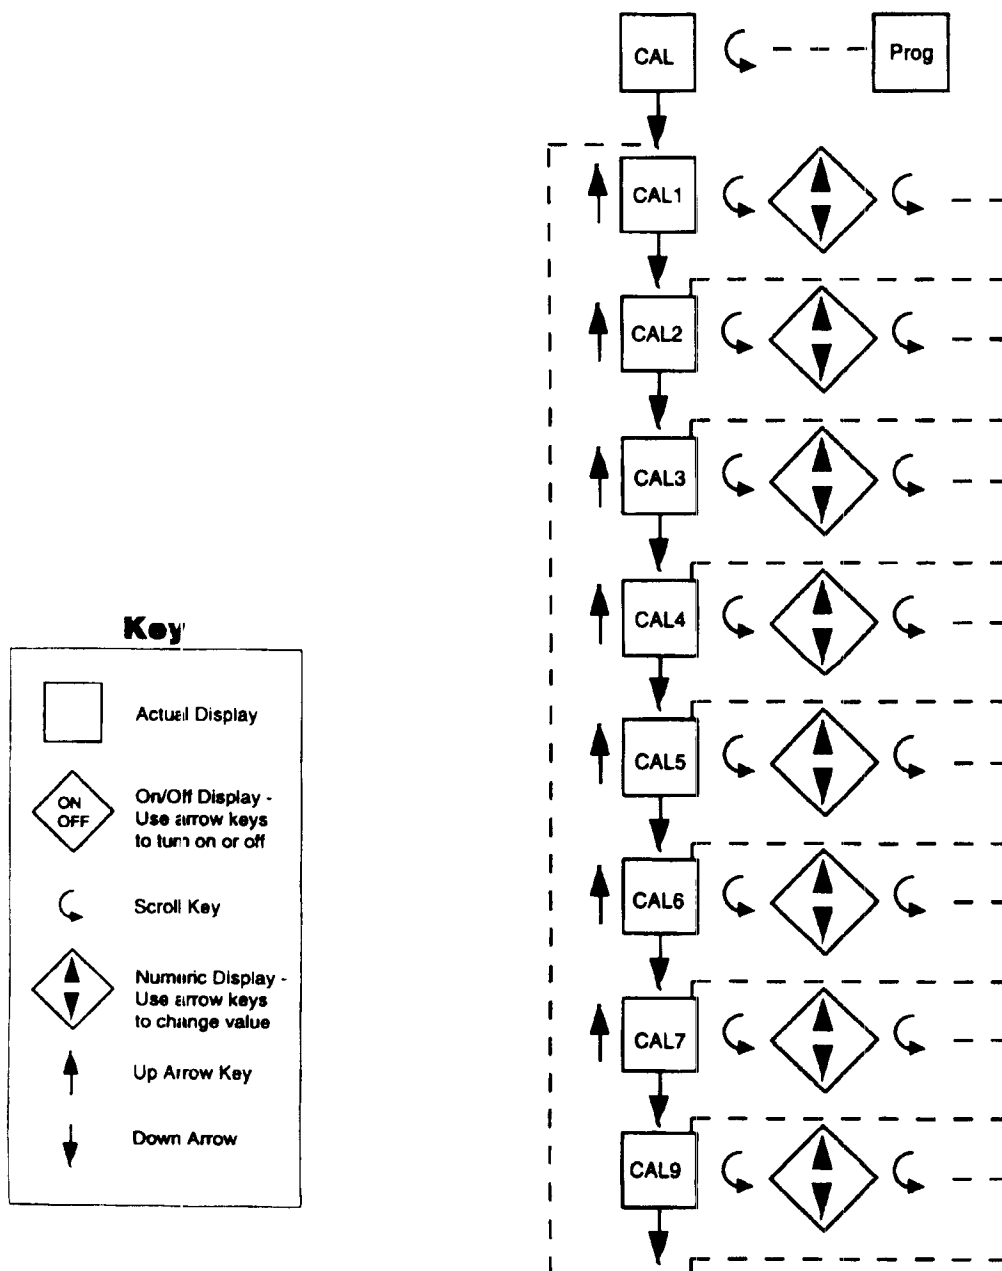 CAL
Prog
CAL1
CAL2
CAL3
CAL4
CAL5
CAL6
CAL7
CAL9
Key
Actual Display
ON
OFF
On/Off Display -
Use arrow keys
to turn on or off
Scroll Key
Numeric Display -
Use arrow keys
to change value
Up Arrow Key
Down Arrow